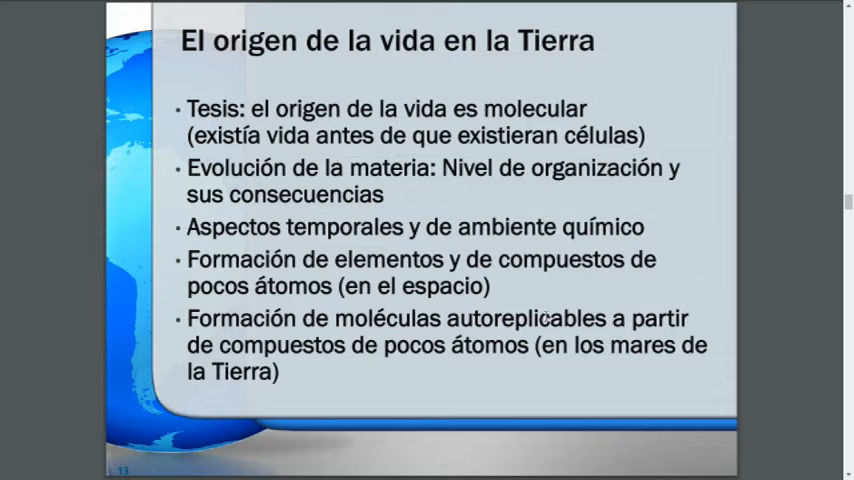 El origen de la vida en la Tierra
· Tesis: el origen de la vida es molecular
(existía vida antes de que existieran células)
· Evolución de la materia: Nivel de organización y
sus consecuencias
· Aspectos temporales y de ambiente químico
· Formación de elementos y de compuestos de
pocos átomos (en el espacio)
· Formación de moléculas autoreplicables a partir
de compuestos de pocos átomos (en los mares de
la Tierra)
13